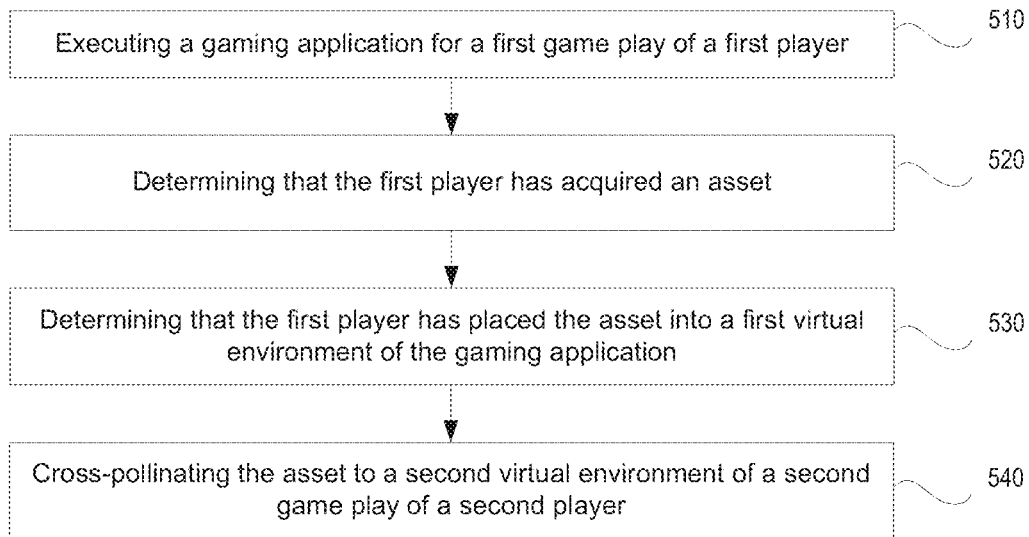 Executing a gaming application for a first game play of a first player
510
Determining that the first player has acquired an asset
520
Determining that the first player has placed the asset into a first virtual
environment of the gaming application
530
Cross-pollinating the asset to a second virtual environment of a second
game play of a second player
540